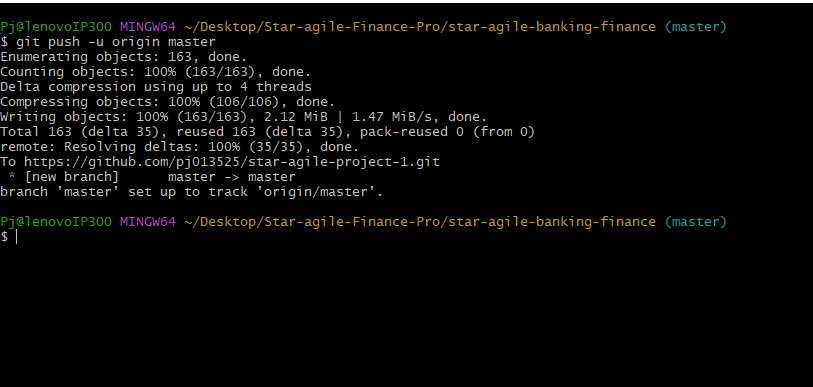 Pj@lenovoIP300 MINGW64 ~/Desktop/Star-agile-Finance-Pro/star-agile-banking-finance (master)
$ git push -u origin master
Enumerating objects: 163, done.
Counting objects: 100% (163/163), done.
Delta compression using up to 4 threads
Compressing objects: 100% (106/106), done.
Writing objects: 100% (163/163), 2.12 MiB | 1.47 MiB/s, done.
Total 163 (delta 35), reused 163 (delta 35), pack-reused 0 (from 0)
remote: Resolving deltas: 100% (35/35), done.
To https://github.com/pj013525/star-agile-project-1.git
 * [new branch]      master -> master
branch 'master' set up to track 'origin/master'.
Pj@lenovoIP300 MINGW64 ~/Desktop/Star-agile-Finance-Pro/star-agile-banking-finance (master)
$